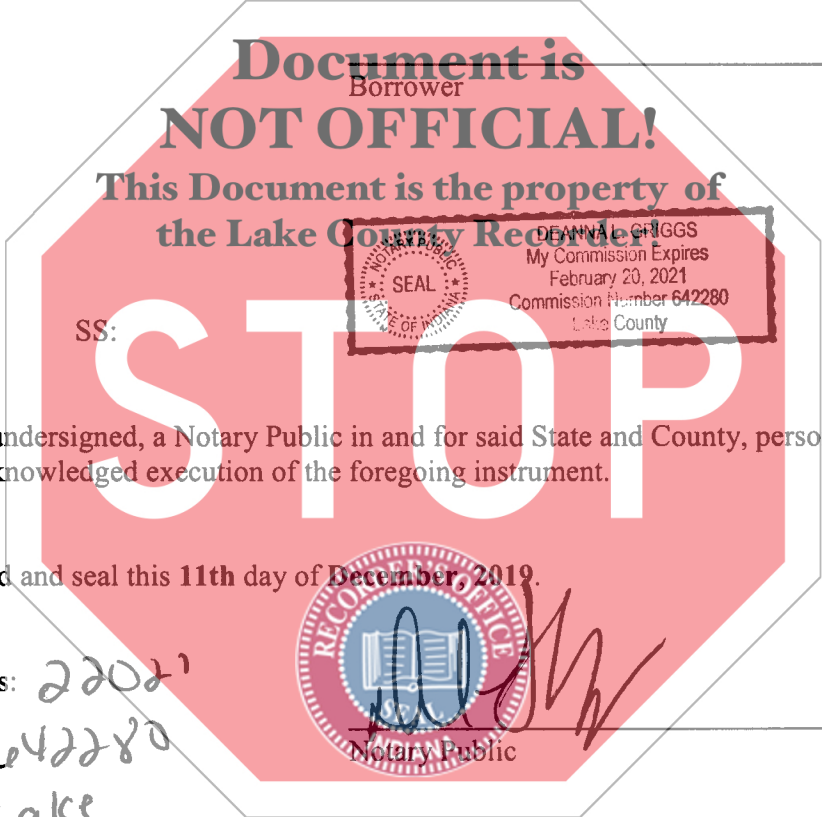 Document is
Borrower
NOT OFFICIAL!
This Document is the property of
the Lake County Recorder!
DEANNA L. GRIGGS
My Commission Expires
February 20, 2021
Commission Number 642280
Lake County
NOTARY PUBLIC
SEAL
STATE OF INDIANA
SS:
STOP
undersigned, a Notary Public in and for said State and County, perso
knowledged execution of the foregoing instrument.
d and seal this 11th day of December, 2019.
RECORDER'S OFFICE
SEAL
INDIANA
s: 22021
642280
Notary Public
ake